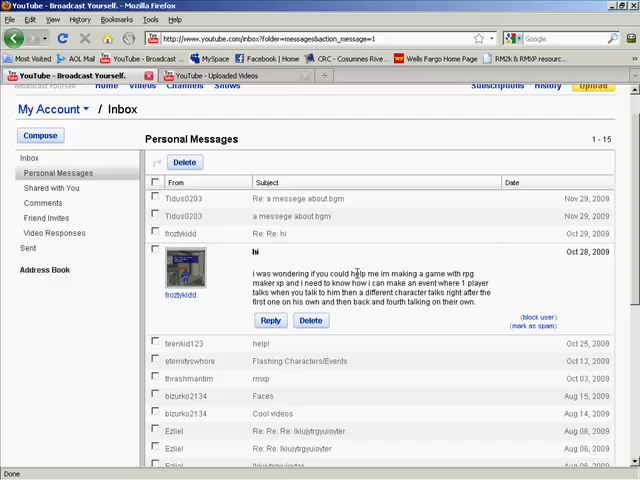 YouTube - Broadcast Yourself. - Mozilla Firefox
File Edit View History Bookmarks Tools Help
http://www.youtube.com/inbox?folder=messages&action_message=1
Google
Most Visited AOL Mail YouTube - Broadcast ... MySpace Facebook | Home CRC - Cosumnes River... Wells Fargo Home Page RM2k & RMXP resourc...
YouTube - Broadcast Yourself. YouTube - Uploaded Videos
Broadcast Yourself Home Videos Channels Shows Subscriptions History Upload
My Account / Inbox
Compose
Personal Messages
1 - 15
Inbox
Delete
Personal Messages
Shared with You
Comments
Friend Invites
Video Responses
Sent
Address Book
From Subject Date
Tidus0203 Re: a messege about bgm Nov 29, 2009
Tidus0203 a messege about bgm Nov 29, 2009
froztykidd Re: Re: hi Oct 29, 2009
hi Oct 28, 2009
froztykidd
i was wondering if you could help me im making a game with rpg
maker xp and i need to know how i can make an event where 1 player
talks when you talk to him then a different character talks right after the
first one on his own and then back and fourth talking on their own.
Reply Delete
(block user)
(mark as spam)
teenkid123 help! Oct 25, 2009
eternityswhore Flashing Characters/Events Oct 13, 2009
thrashmantim rmxp Oct 03, 2009
bizurko2134 Faces Aug 15, 2009
bizurko2134 Cool videos Aug 14, 2009
Ezliel Re: Re: Re: lkiujytrgyuioyter Aug 06, 2009
Ezliel Re: Re: lkiujytrgyuioyter Aug 06, 2009
Done